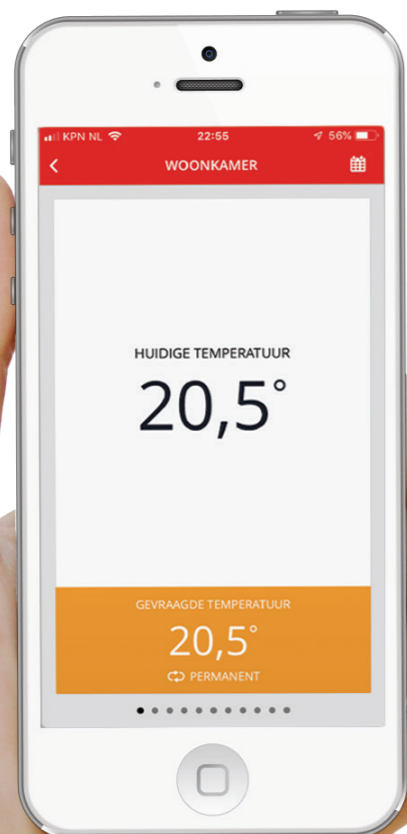 KPN NL 22:55 56%
WOONKAMER
HUIDIGE TEMPERATUUR
20,5°
GEVRAAGDE TEMPERATUUR
20,5°
PERMANENT